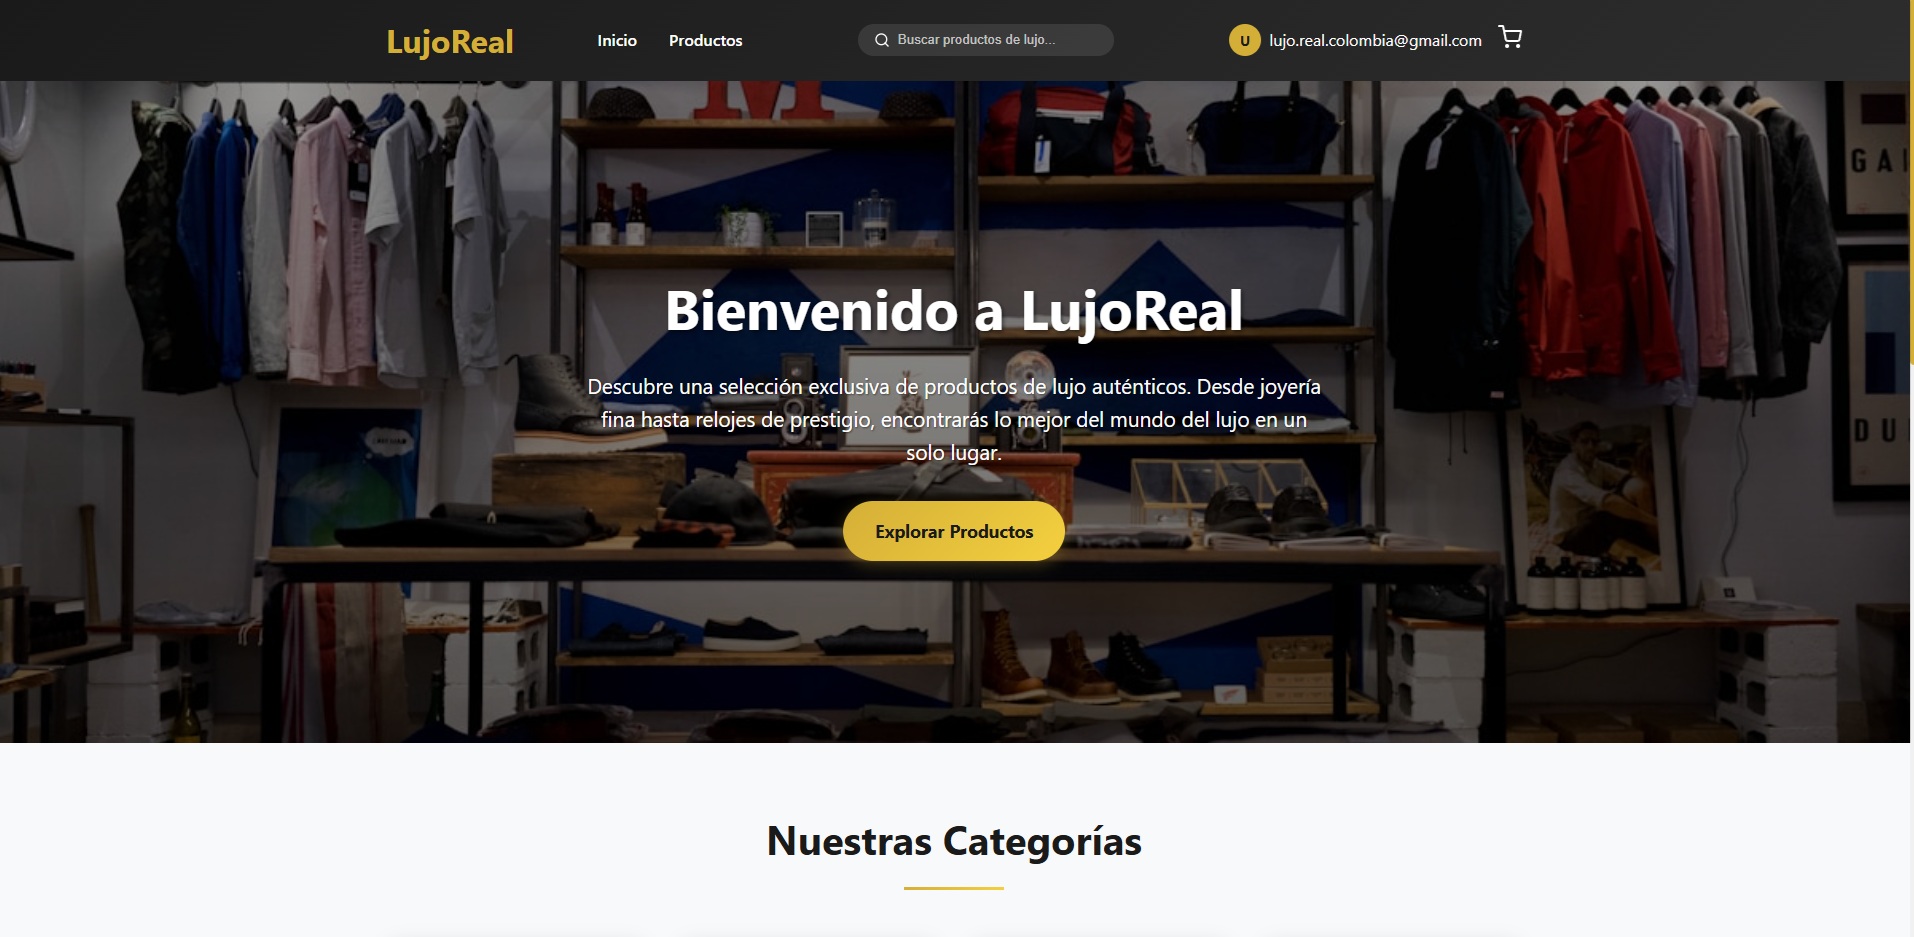 LujoReal
Inicio
Productos
Buscar productos de lujo...
U
lujo.real.colombia@gmail.com
M
GA
DU
Bienvenido a LujoReal
Descubre una selección exclusiva de productos de lujo auténticos. Desde joyería
fina hasta relojes de prestigio, encontrarás lo mejor del mundo del lujo en un
solo lugar.
Explorar Productos
Nuestras Categorías